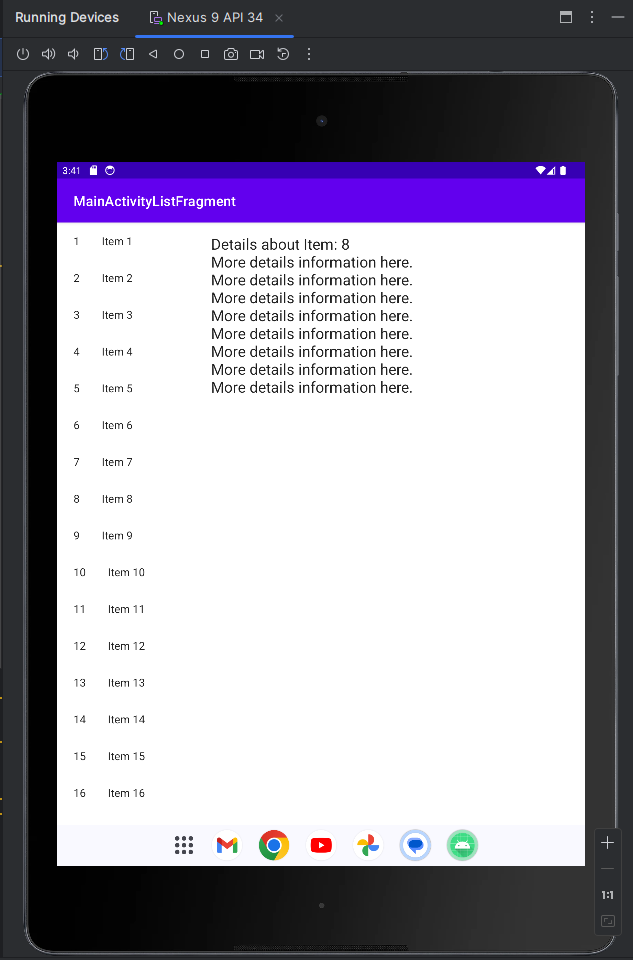 Running Devices
Nexus 9 API 34
3:41
MainActivityListFragment
1 Item 1
2 Item 2
3 Item 3
4 Item 4
5 Item 5
6 Item 6
7 Item 7
8 Item 8
9 Item 9
10 Item 10
11 Item 11
12 Item 12
13 Item 13
14 Item 14
15 Item 15
16 Item 16
Details about Item: 8
More details information here.
More details information here.
More details information here.
More details information here.
More details information here.
More details information here.
More details information here.
More details information here.
1:1